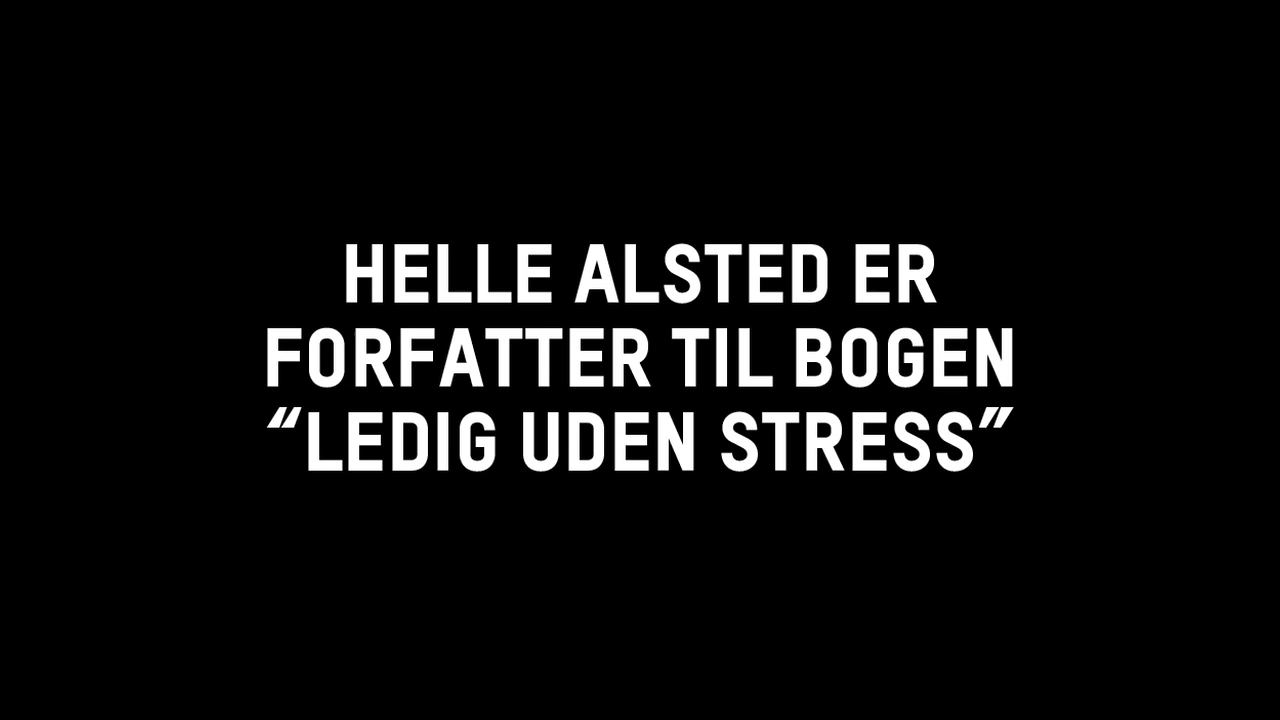 HELLE ALSTED ER
FORFATTER TIL BOGEN
“LEDIG UDEN STRESS”